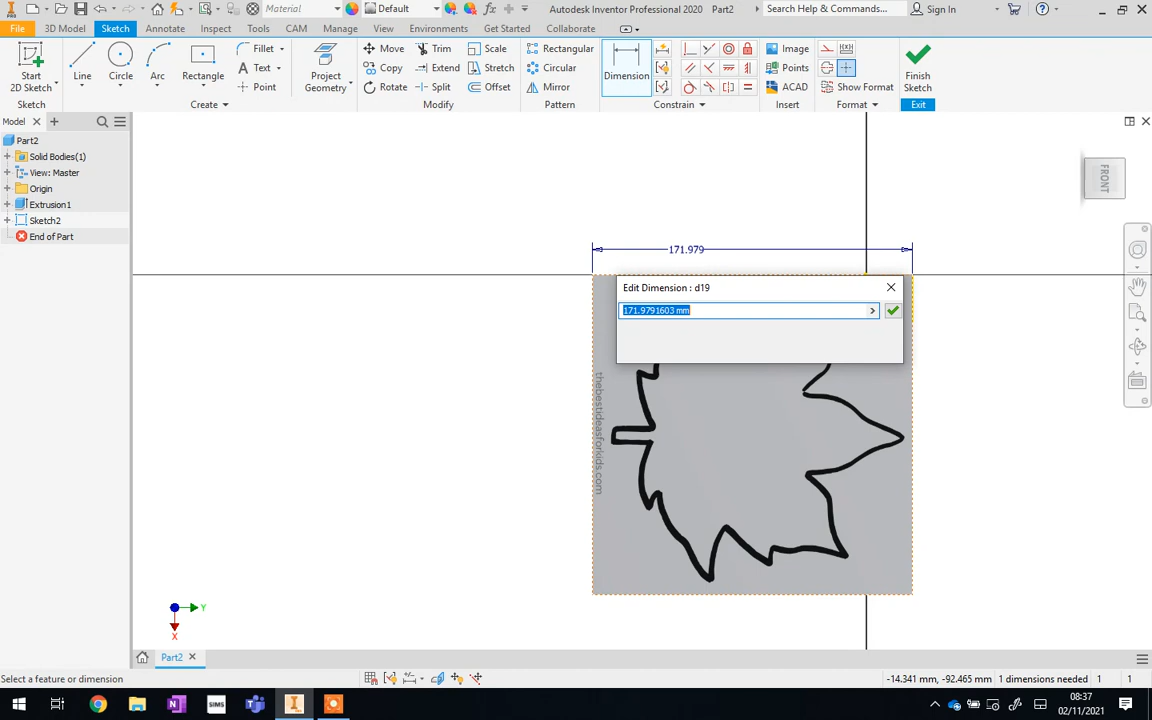 Material
Default
Autodesk Inventor Professional 2020
Part2
Search Help & Commands...
Sign In
File
3D Model
Sketch
Annotate
Inspect
Tools
CAM
Manage
View
Environments
Get Started
Collaborate
Start
2D Sketch
Line
Circle
Arc
Rectangle
Fillet
Text
Point
Project
Geometry
Move
Copy
Rotate
Trim
Extend
Split
Scale
Stretch
Offset
Rectangular
Circular
Mirror
Dimension
Image
Points
ACAD
Show Format
Finish
Sketch
Sketch
Create
Modify
Pattern
Constrain
Insert
Format
Exit
Model
Part2
Solid Bodies(1)
View: Master
Origin
Extrusion1
Sketch2
End of Part
FRONT
171.979
Edit Dimension : d19
171.9791603 mm
thebestideasforkids.com
Y
X
Part2
Select a feature or dimension
-14.341 mm, -92.465 mm
1 dimensions needed
1
1
SIMS
08:37
02/11/2021